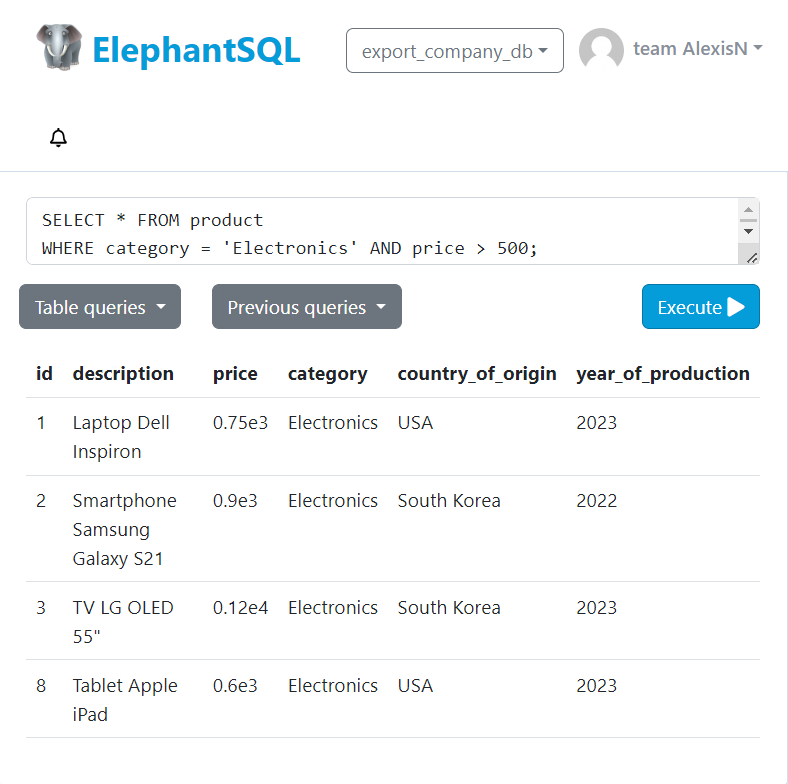 ElephantSQL
export_company_db
team AlexisN
SELECT * FROM product
WHERE category = 'Electronics' AND price > 500;
Table queries
Previous queries
Execute
id description price category country_of_origin year_of_production
1 Laptop Dell 0.75e3 Electronics USA 2023
Inspiron
2 Smartphone 0.9e3 Electronics South Korea 2022
Samsung
Galaxy S21
3 TV LG OLED 0.12e4 Electronics South Korea 2023
55"
8 Tablet Apple 0.6e3 Electronics USA 2023
iPad